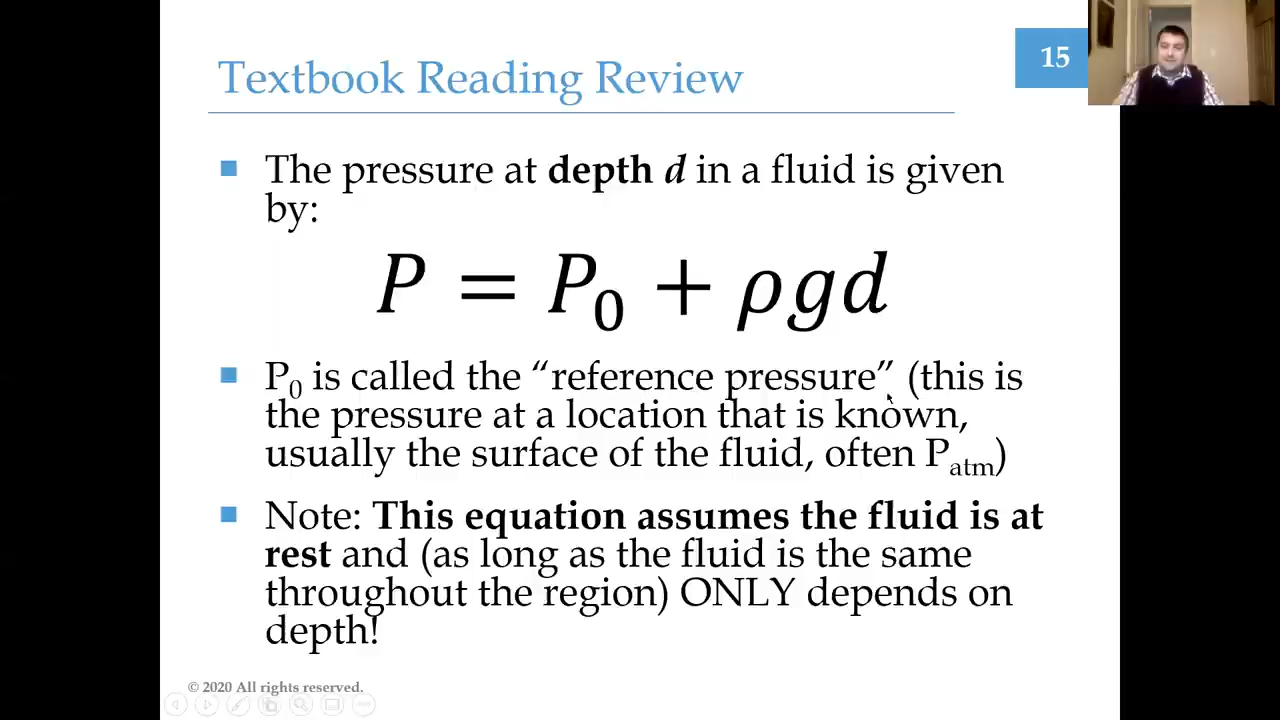 Textbook Reading Review
15
▪ The pressure at depth d in a fluid is given
by:
P = P₀ + ρgd
▪ P₀ is called the “reference pressure” (this is
the pressure at a location that is known,
usually the surface of the fluid, often Pₐₜₘ)
▪ Note: This equation assumes the fluid is at
rest and (as long as the fluid is the same
throughout the region) ONLY depends on
depth!
© 2020 All rights reserved.